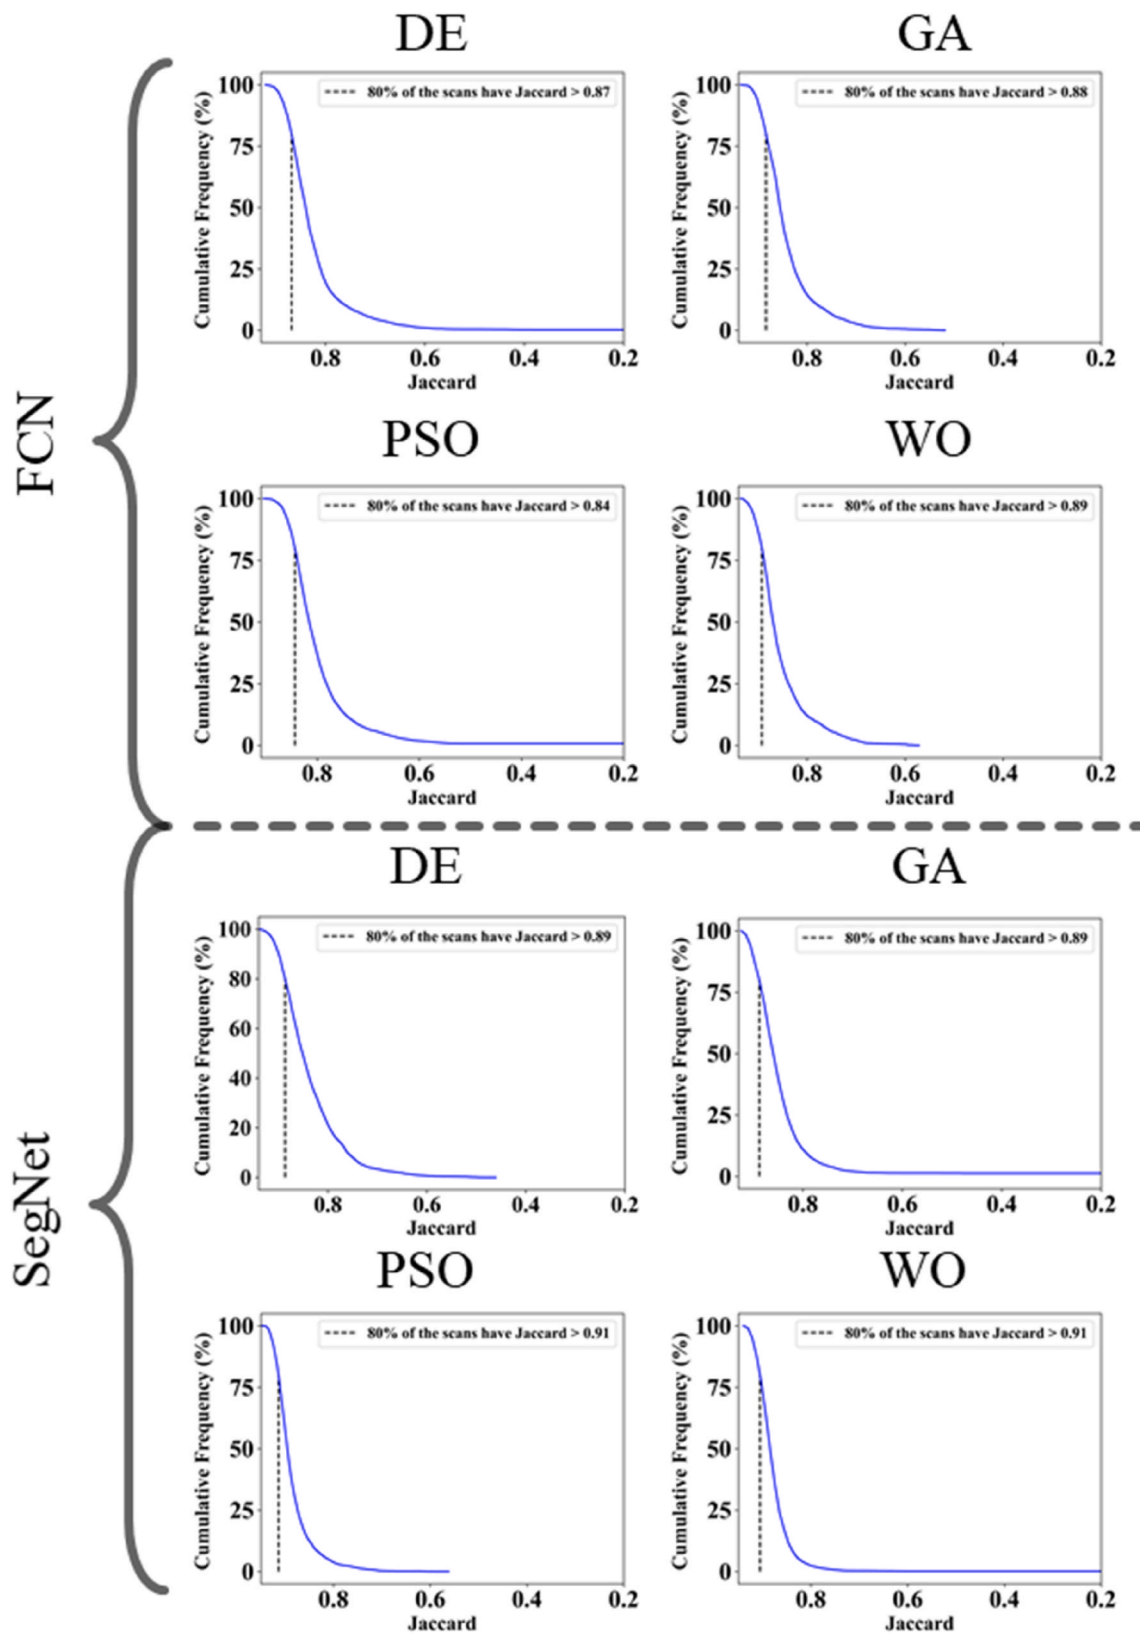 FCN
DE
100
75
50
25
0
Cumulative Frequency (%)
80% of the scans have Jaccard > 0.87
0.8 0.6 0.4 0.2
Jaccard
GA
100
75
50
25
0
Cumulative Frequency (%)
80% of the scans have Jaccard > 0.88
0.8 0.6 0.4 0.2
Jaccard
PSO
100
75
50
25
0
Cumulative Frequency (%)
80% of the scans have Jaccard > 0.84
0.8 0.6 0.4 0.2
Jaccard
WO
100
75
50
25
0
Cumulative Frequency (%)
80% of the scans have Jaccard > 0.89
0.8 0.6 0.4 0.2
Jaccard
SegNet
DE
100
80
60
40
20
0
Cumulative Frequency (%)
80% of the scans have Jaccard > 0.89
0.8 0.6 0.4 0.2
Jaccard
GA
100
75
50
25
0
Cumulative Frequency (%)
80% of the scans have Jaccard > 0.89
0.8 0.6 0.4 0.2
Jaccard
PSO
100
75
50
25
0
Cumulative Frequency (%)
80% of the scans have Jaccard > 0.91
0.8 0.6 0.4 0.2
Jaccard
WO
100
75
50
25
0
Cumulative Frequency (%)
80% of the scans have Jaccard > 0.91
0.8 0.6 0.4 0.2
Jaccard